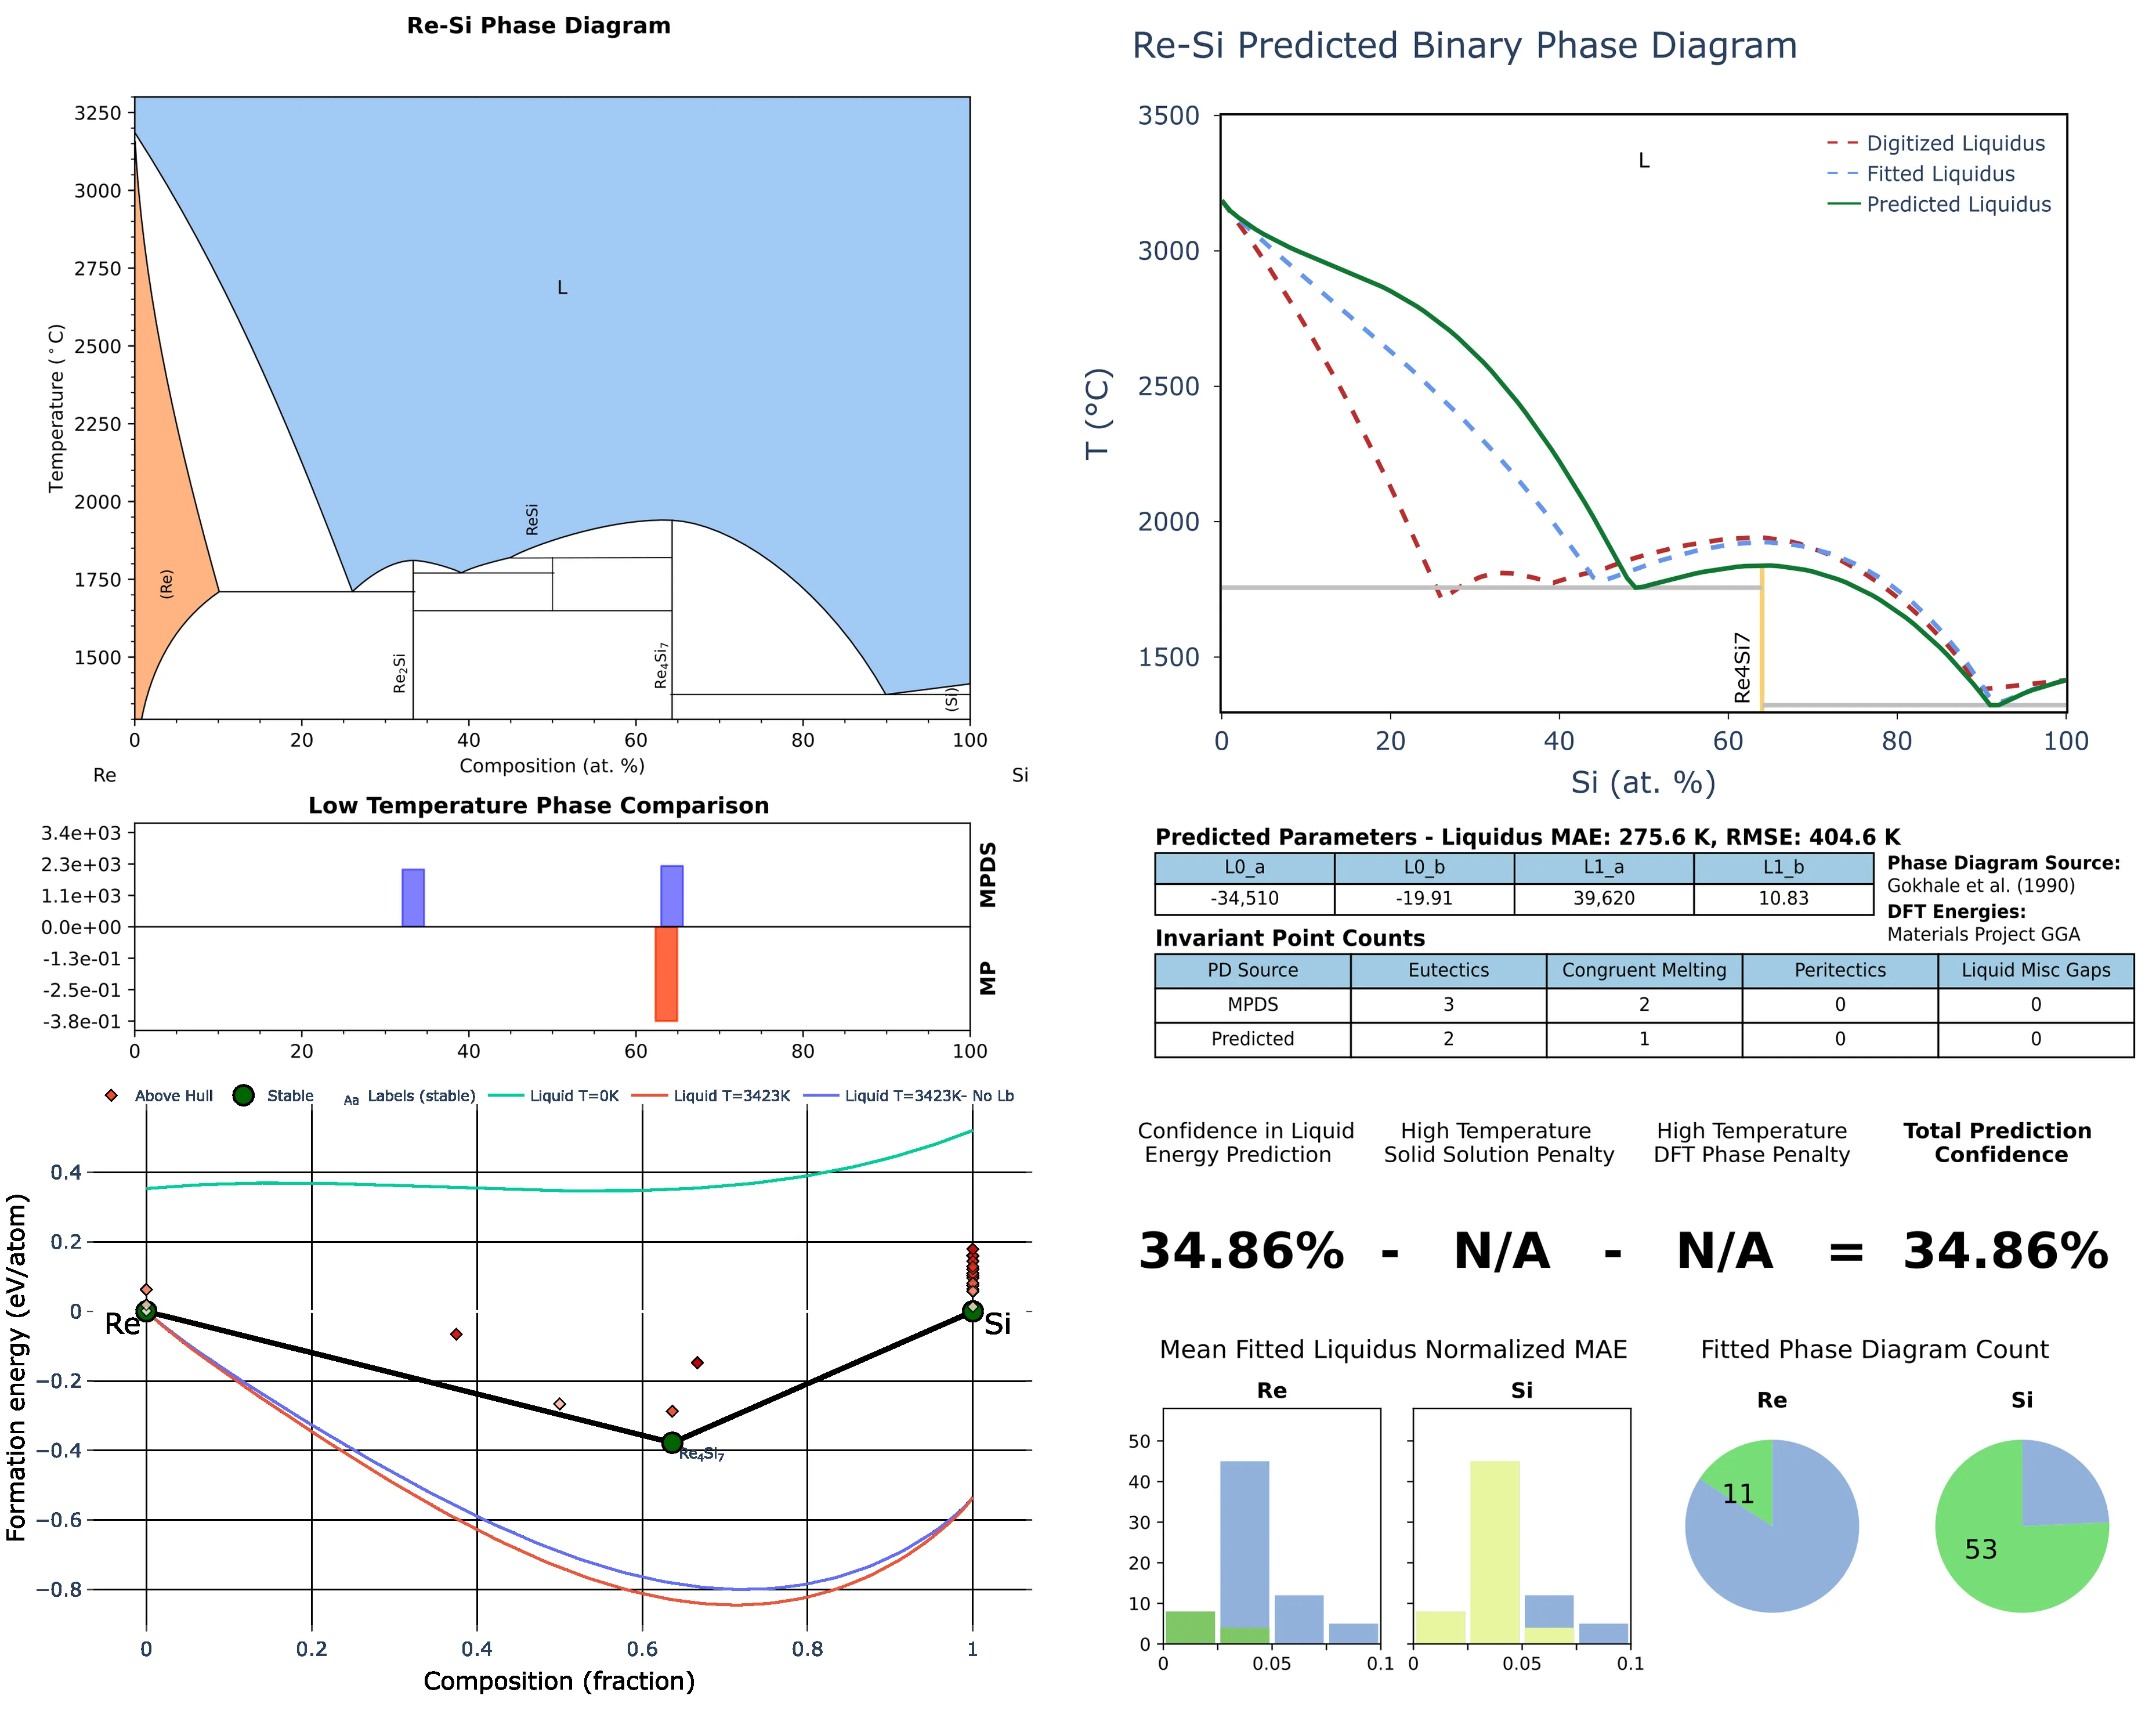 Re-Si Phase Diagram
3250
3000
2750
2500
2250
2000
1750
1500
Temperature (°C)
L
ReSi
(Re)
Re₂Si
Re₄Si₇
(Si)
0 20 40 60 80 100
Composition (at. %)
Re Si
Re-Si Predicted Binary Phase Diagram
3500
3000
2500
2000
1500
T (°C)
L
Digitized Liquidus
Fitted Liquidus
Predicted Liquidus
Re4Si7
0 20 40 60 80 100
Si (at. %)
Low Temperature Phase Comparison
3.4e+03
2.3e+03
1.1e+03
0.0e+00
-1.3e-01
-2.5e-01
-3.8e-01
MPDS
MP
0 20 40 60 80 100
Predicted Parameters - Liquidus MAE: 275.6 K, RMSE: 404.6 K
L0_a L0_b L1_a L1_b
-34,510 -19.91 39,620 10.83
Phase Diagram Source:
Gokhale et al. (1990)
DFT Energies:
Materials Project GGA
Invariant Point Counts
PD Source Eutectics Congruent Melting Peritectics Liquid Misc Gaps
MPDS 3 2 0 0
Predicted 2 1 0 0
Above Hull Stable Aa Labels (stable) Liquid T=0K Liquid T=3423K Liquid T=3423K- No Lb
0.4
0.2
0
−0.2
−0.4
−0.6
−0.8
Formation energy (eV/atom)
Re
Si
Re₄Si₇
0 0.2 0.4 0.6 0.8 1
Composition (fraction)
Confidence in Liquid
Energy Prediction
High Temperature
Solid Solution Penalty
High Temperature
DFT Phase Penalty
Total Prediction
Confidence
34.86% - N/A - N/A = 34.86%
Mean Fitted Liquidus Normalized MAE
Re
Si
50
40
30
20
10
0
0 0.05 0.1
0 0.05 0.1
Fitted Phase Diagram Count
Re
Si
11
53